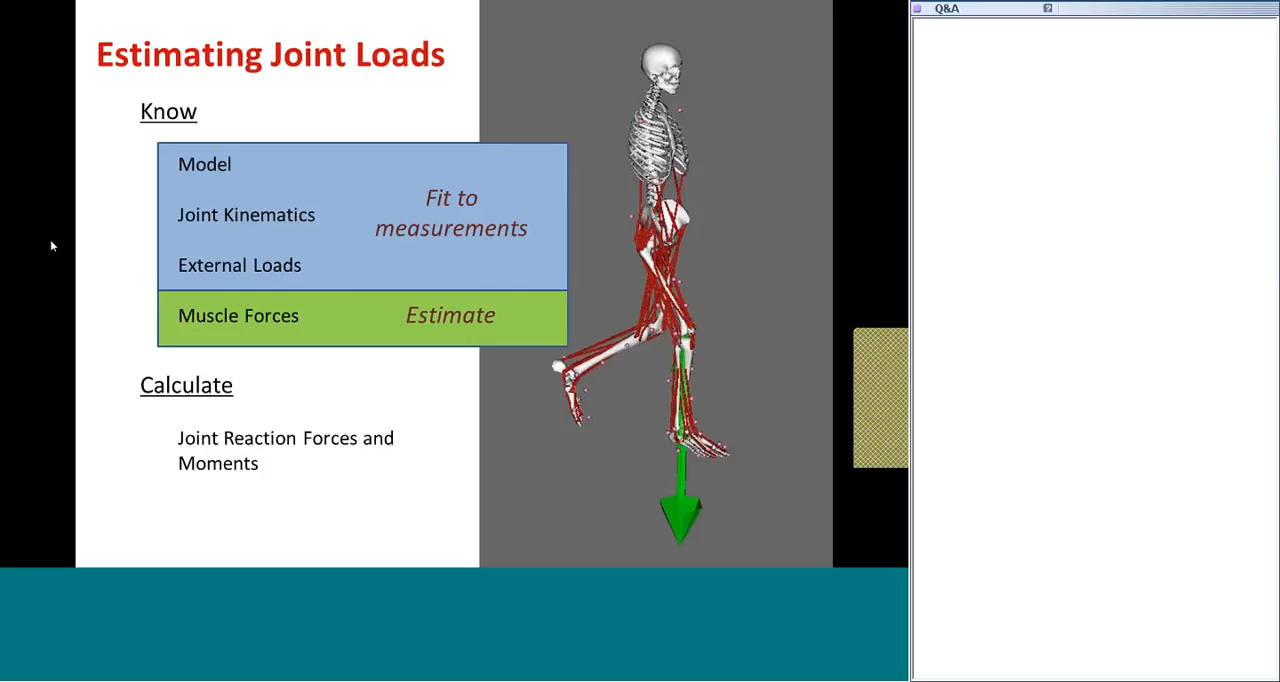 Q&A
Estimating Joint Loads
Know
Model
Joint Kinematics
Fit to
measurements
External Loads
Muscle Forces
Estimate
Calculate
Joint Reaction Forces and
Moments